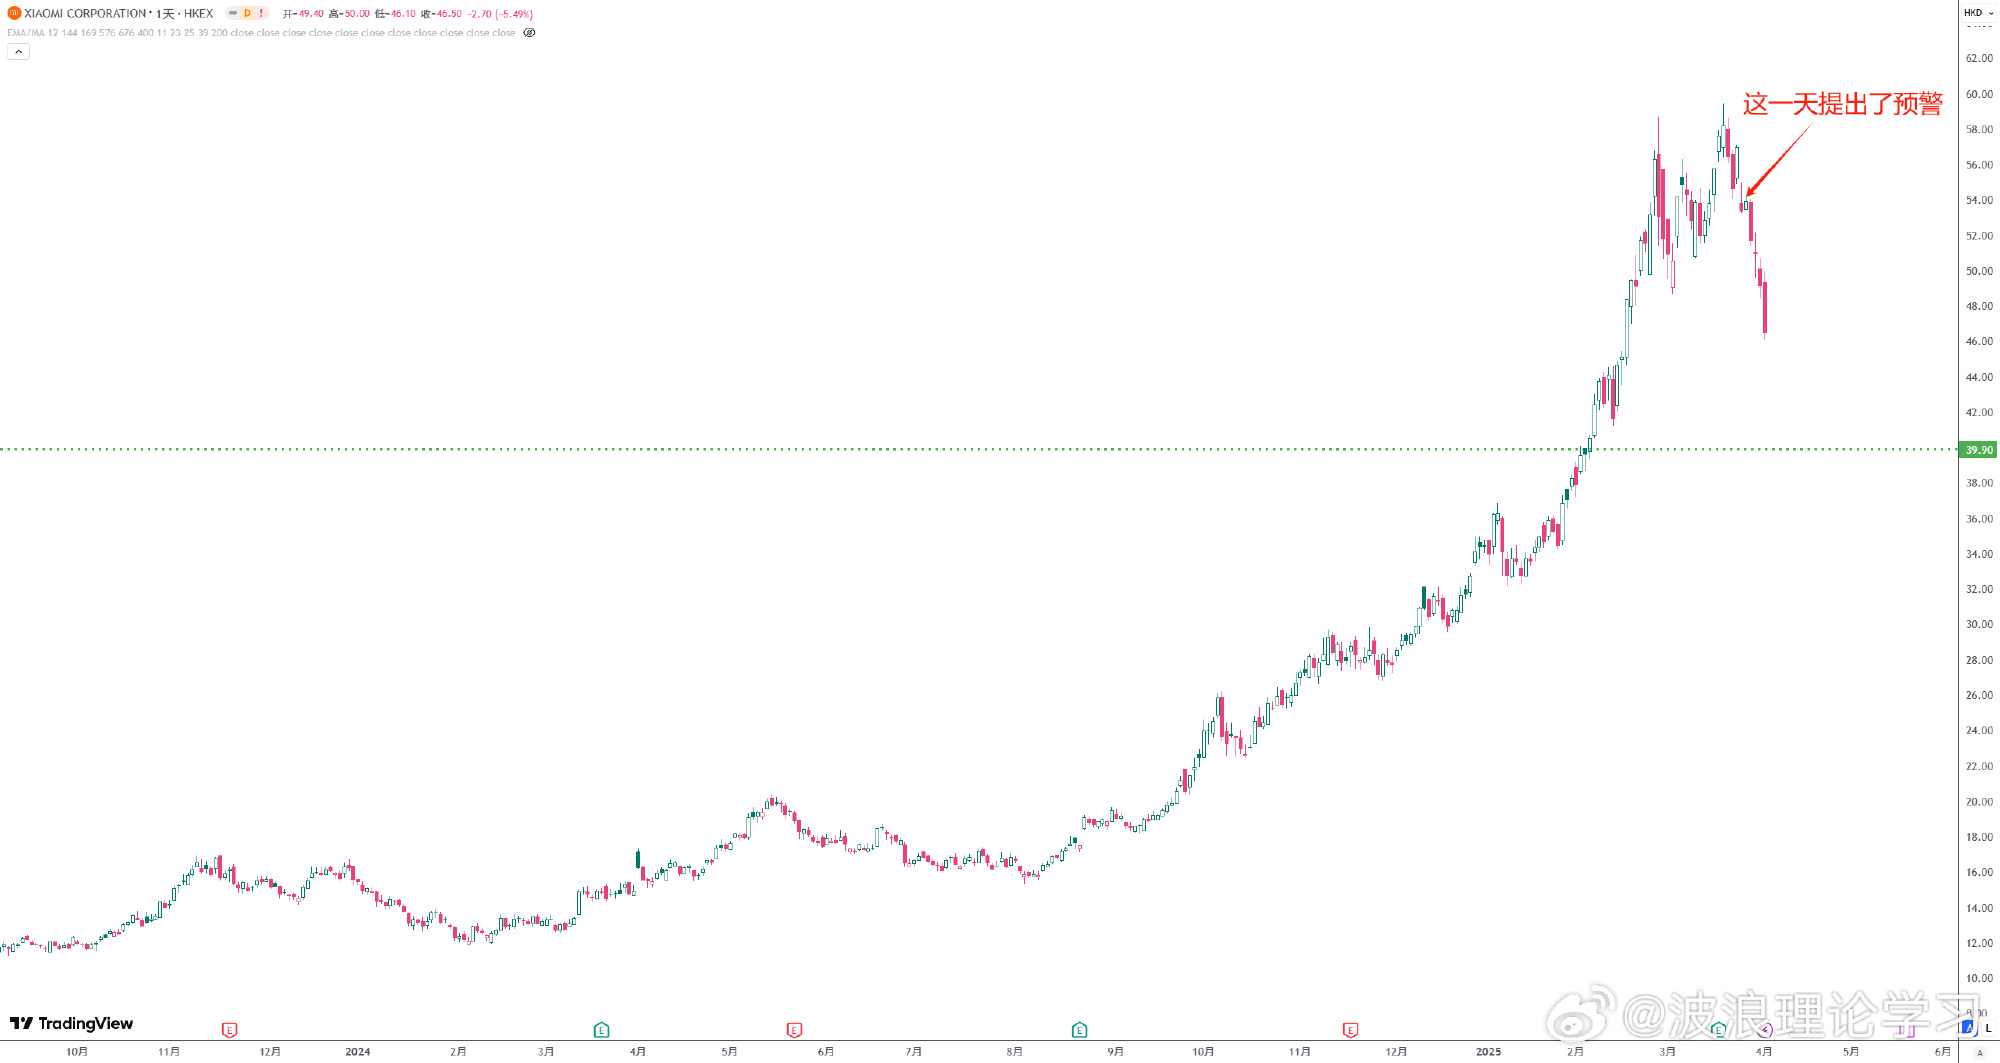 XIAOMI CORPORATION · 1天 · HKEX D ! 开=49.40 高=50.00 低=46.10 收=46.50 −2.70 (−5.49%)
HKD
EMA/MA 12 144 169 576 676 400 11 23 25 39 200 close close close close close close close close close close close
62.00
60.00
这一天提出了预警
58.00
56.00
54.00
52.00
50.00
48.00
46.00
44.00
42.00
39.90
38.00
36.00
34.00
32.00
30.00
28.00
26.00
24.00
22.00
20.00
18.00
16.00
14.00
12.00
10.00
@波浪理论学习
TradingView
E E E E E E
A L
10月 11月 12月 2024 2月 3月 4月 5月 6月 7月 8月 9月 10月 11月 12月 2025 2月 3月 4月 5月 6月
A